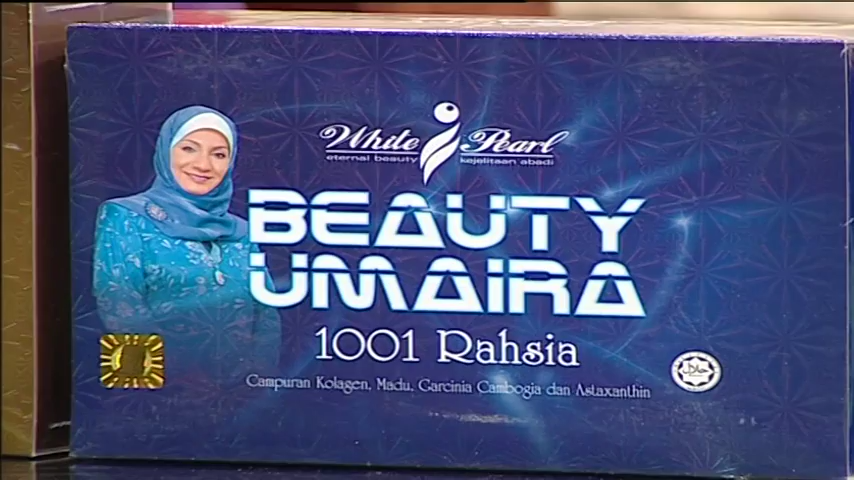 White Pearl
eternal beauty kejelitaan abadi
BEAUTY
UMAIRA
1001 Rahsia
Campuran Kolagen, Madu, Garcinia Cambogia dan Astaxanthin